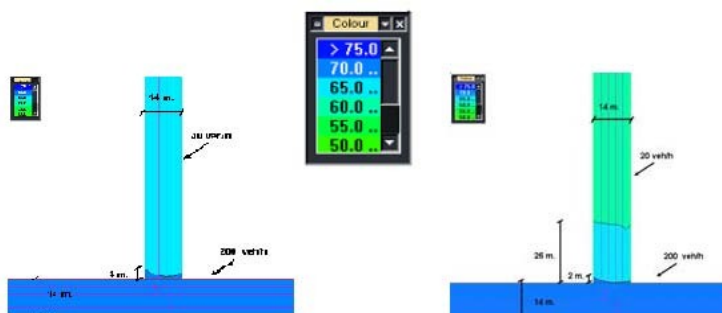 Colour
> 75.0
70.0 ..
65.0 ..
60.0 ..
55.0 ..
50.0 ..
14 m.
veh/h
200 veh/h
14 m.
14 m.
20 veh/h
25 m.
2 m.
200 veh/h
14 m.